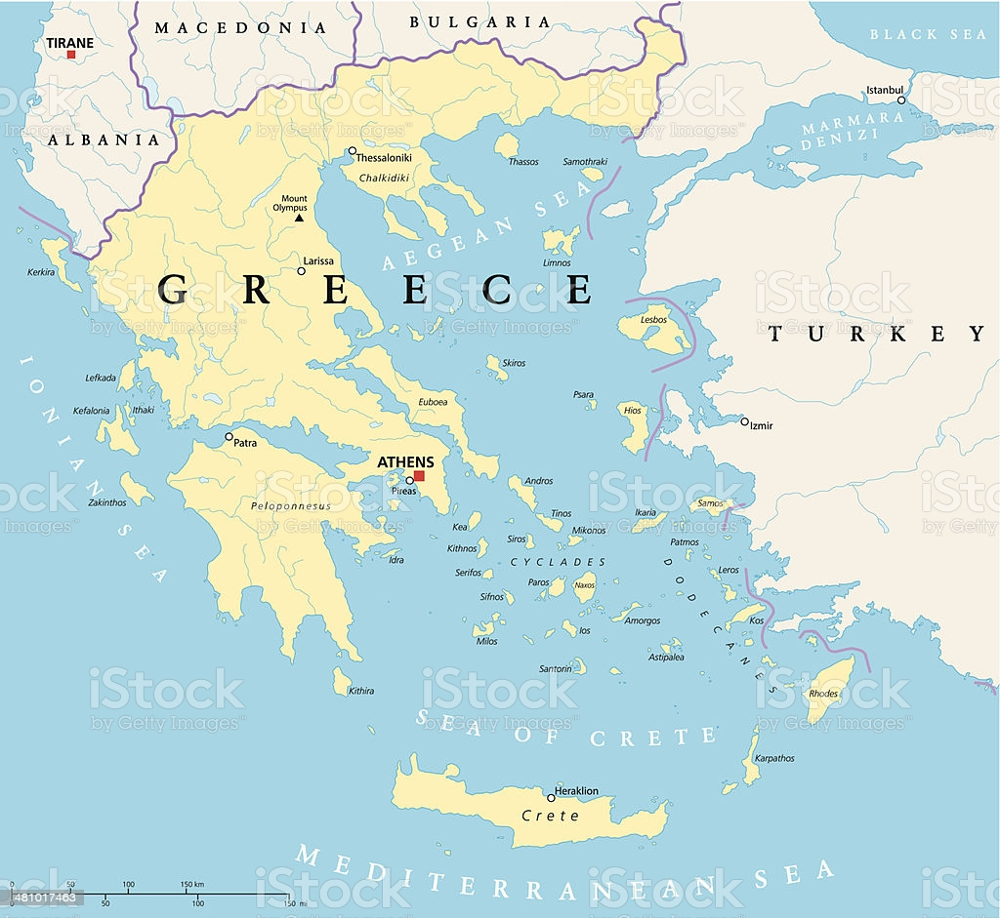 MACEDONIA
BULGARIA
BLACK SEA
TIRANE
Istanbul
MARMARA
DENIZI
ALBANIA
Thessaloniki
Chalkidiki
Thassos
Samothraki
Mount
Olympus
AEGEAN SEA
Kerkira
Larissa
Limnos
GREECE
Lesbos
TURKEY
IONIAN SEA
Skiros
Lefkada
Kefalonia
Ithaki
Euboea
Psara
Hios
Izmir
Patra
ATHENS
Pireas
Andros
Zakinthos
Peloponnesus
Tinos
Ikaria
Samos
Kea
Mikonos
Siros
Kithnos
Patmos
Idra
CYCLADES
DODECANES
Serifos
Leros
Paros
Naxos
Sifnos
Kos
Amorgos
Ios
Milos
Astipalea
Santorin
Kithira
Rhodes
SEA OF CRETE
Karpathos
Heraklion
Crete
MEDITERRANEAN SEA
0 50 100 150 km
0 50 100 150 mi
481017463
iStock
by Getty Images™